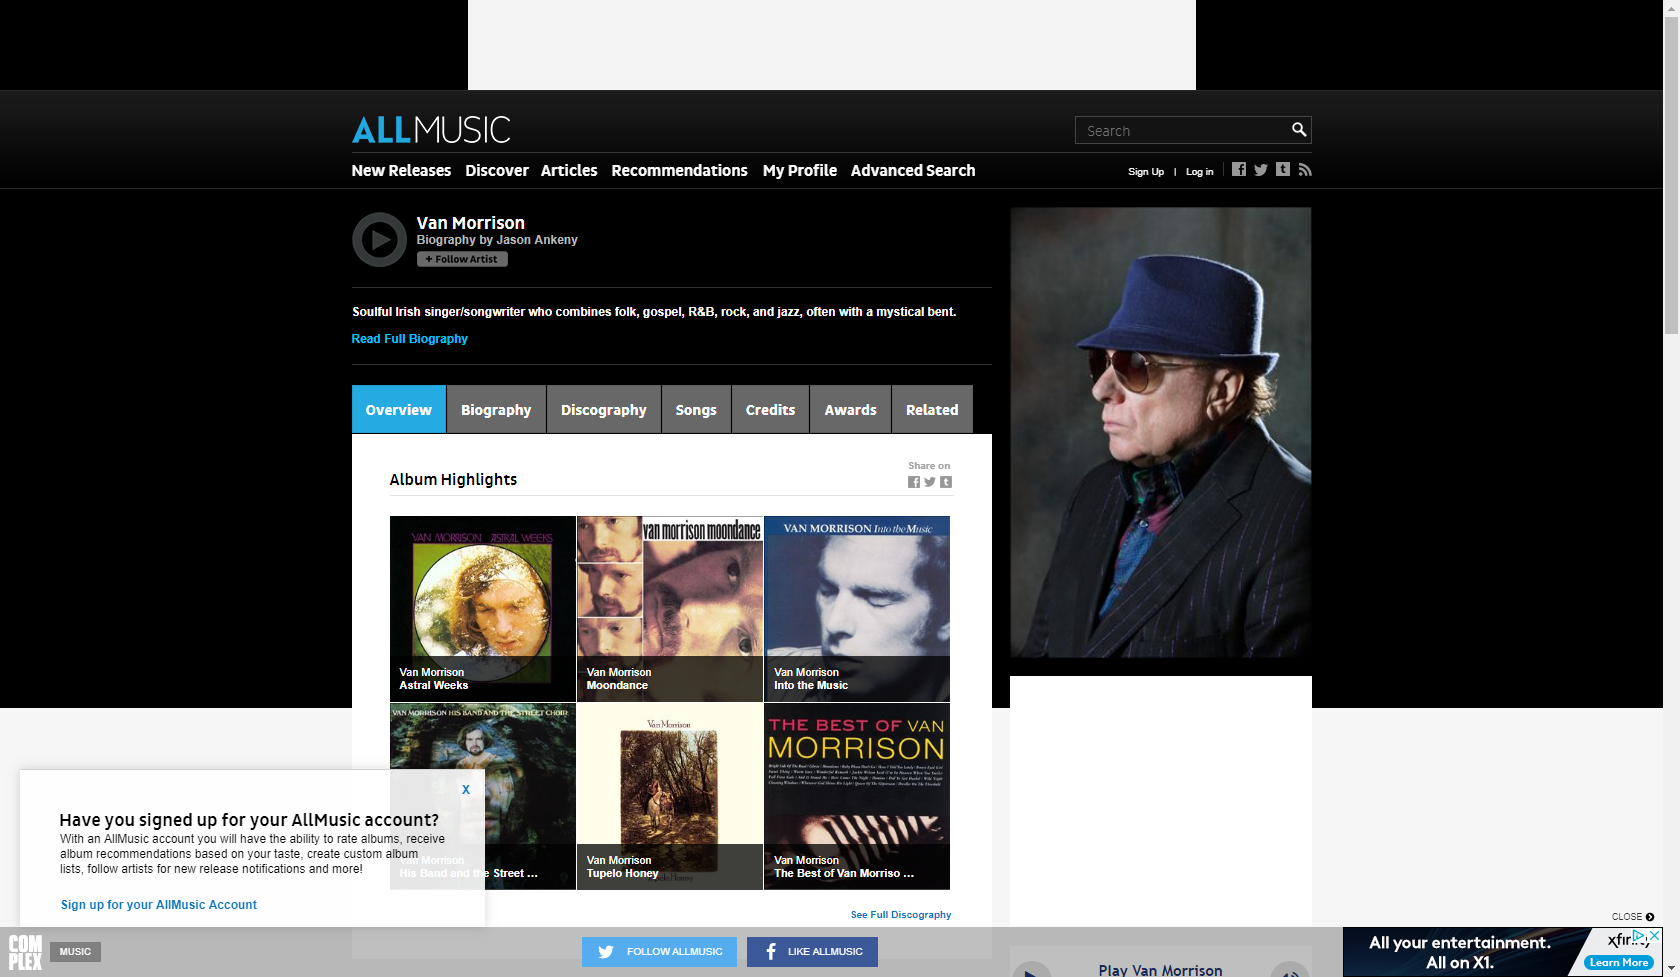 ALLMUSIC
Search
New Releases Discover Articles Recommendations My Profile Advanced Search
Sign Up | Log in
Van Morrison
Biography by Jason Ankeny
+ Follow Artist
Soulful Irish singer/songwriter who combines folk, gospel, R&B, rock, and jazz, often with a mystical bent.
Read Full Biography
Overview Biography Discography Songs Credits Awards Related
Share on
Album Highlights
VAN MORRISON ASTRAL WEEKS
Van Morrison
Astral Weeks
van morrison moondance
Van Morrison
Moondance
VAN MORRISON Into the Music
Van Morrison
Into the Music
VAN MORRISON HIS BAND AND THE STREET CHOIR
Van Morrison
His Band and the Street ...
Van Morrison
Tupelo Honey
Van Morrison
Tupelo Honey
THE BEST OF VAN
MORRISON
Van Morrison
The Best of Van Morriso ...
See Full Discography
X
Have you signed up for your AllMusic account?
With an AllMusic account you will have the ability to rate albums, receive
album recommendations based on your taste, create custom album
lists, follow artists for new release notifications and more!
Sign up for your AllMusic Account
COMPLEX
MUSIC
FOLLOW ALLMUSIC
LIKE ALLMUSIC
CLOSE
All your entertainment.
All on X1.
xfinity
Learn More
Play Van Morrison